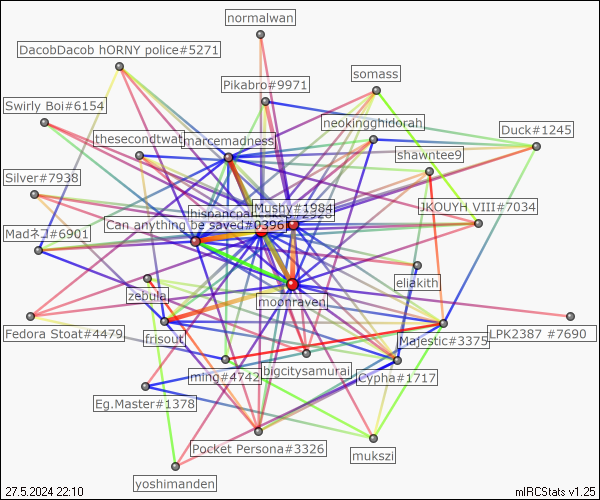 normalwan
DacobDacob hORNY police#5271
somass
Pikabro#9971
Swirly Boi#6154
neokingghidorah
Duck#1245
thesecondtwat
jmarcemadness
shawntee9
Silver#7938
Mushy#1984
JKOUYH VIII#7034
Can anything be saved#0396
Madネコ#6901
eliakith
zebula
moonraven
Fedora Stoat#4479
frisout
Majestic#3375
LPK2387 #7690
bigcitysamurai
ming#4742
Cypha#1717
Eg.Master#1378
Pocket Persona#3326
mukszi
yoshimanden
27.5.2024 22:10
mIRCStats v1.25